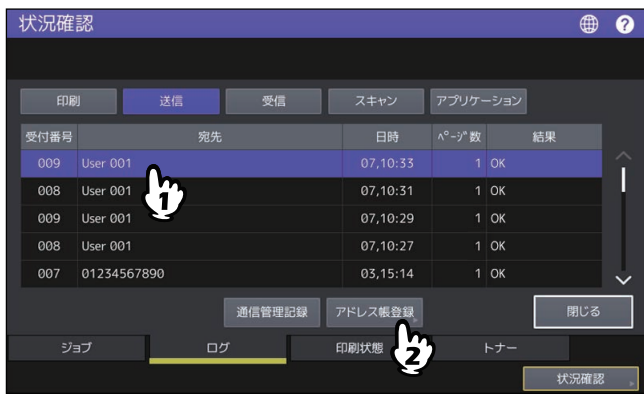 状況確認
印刷 送信 受信 スキャン アプリケーション
受付番号 宛先 日時 ページ数 結果
009 User 001 07,10:33 1 OK
008 User 001 07,10:31 1 OK
009 User 001 07,10:29 1 OK
008 User 001 07,10:27 1 OK
007 01234567890 03,15:14 1 OK
1
通信管理記録 アドレス帳登録 閉じる
2
ジョブ ログ 印刷状態 トナー
状況確認